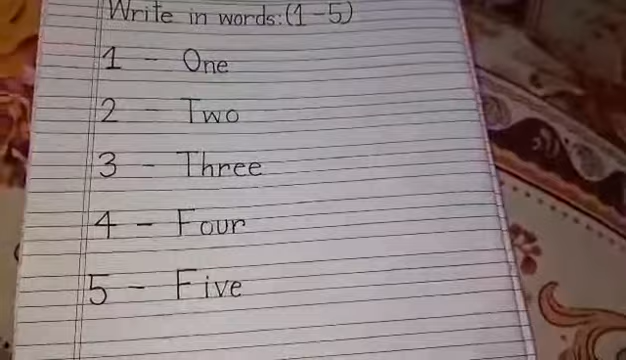 Write in words:(1-5)
1 - One
2 - Two
3 - Three
4 - Four
5 - Five